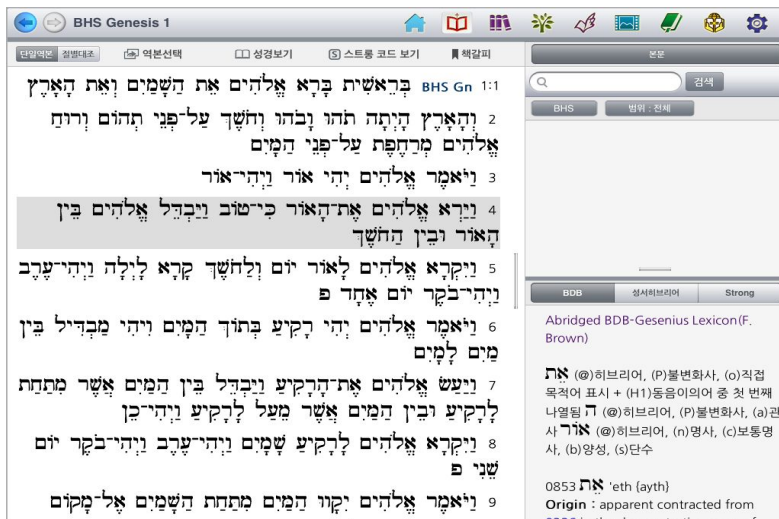 BHS Genesis 1
단일역본 절별대조 역본선택 성경보기 스트롱 코드 보기 책갈피
BHS Gn 1:1 בְּרֵאשִׁית בָּרָא אֱלֹהִים אֵת הַשָּׁמַיִם וְאֵת הָאָרֶץ
2 וְהָאָרֶץ הָיְתָה תֹהוּ וָבֹהוּ וְחֹשֶׁךְ עַל־פְּנֵי תְהוֹם וְרוּחַ
אֱלֹהִים מְרַחֶפֶת עַל־פְּנֵי הַמָּיִם
3 וַיֹּאמֶר אֱלֹהִים יְהִי אוֹר וַיְהִי־אוֹר
4 וַיַּרְא אֱלֹהִים אֶת־הָאוֹר כִּי־טוֹב וַיַּבְדֵּל אֱלֹהִים בֵּין
הָאוֹר וּבֵין הַחֹשֶׁךְ
5 וַיִּקְרָא אֱלֹהִים לָאוֹר יוֹם וְלַחֹשֶׁךְ קָרָא לָיְלָה וַיְהִי־עֶרֶב
וַיְהִי־בֹקֶר יוֹם אֶחָד פ
6 וַיֹּאמֶר אֱלֹהִים יְהִי רָקִיעַ בְּתוֹךְ הַמָּיִם וִיהִי מַבְדִּיל בֵּין
מַיִם לָמָיִם
7 וַיַּעַשׂ אֱלֹהִים אֶת־הָרָקִיעַ וַיַּבְדֵּל בֵּין הַמַּיִם אֲשֶׁר מִתַּחַת
לָרָקִיעַ וּבֵין הַמַּיִם אֲשֶׁר מֵעַל לָרָקִיעַ וַיְהִי־כֵן
8 וַיִּקְרָא אֱלֹהִים לָרָקִיעַ שָׁמָיִם וַיְהִי־עֶרֶב וַיְהִי־בֹקֶר יוֹם
שֵׁנִי פ
9 וַיֹּאמֶר אֱלֹהִים יִקָּווּ הַמַּיִם מִתַּחַת הַשָּׁמַיִם אֶל־מָקוֹם
본문
검색
BHS 범위 : 전체
BDB 성서히브리어 Strong
Abridged BDB-Gesenius Lexicon(F.
Brown)
אֵת (@)히브리어, (P)불변화사, (o)직접
목적어 표시 + (H1)동음이의어 중 첫 번째
나열됨 הַ (@)히브리어, (P)불변화사, (a)관
사 אוֹר (@)히브리어, (n)명사, (c)보통명
사, (b)양성, (s)단수
0853 אֵת 'eth {ayth}
Origin : apparent contracted from